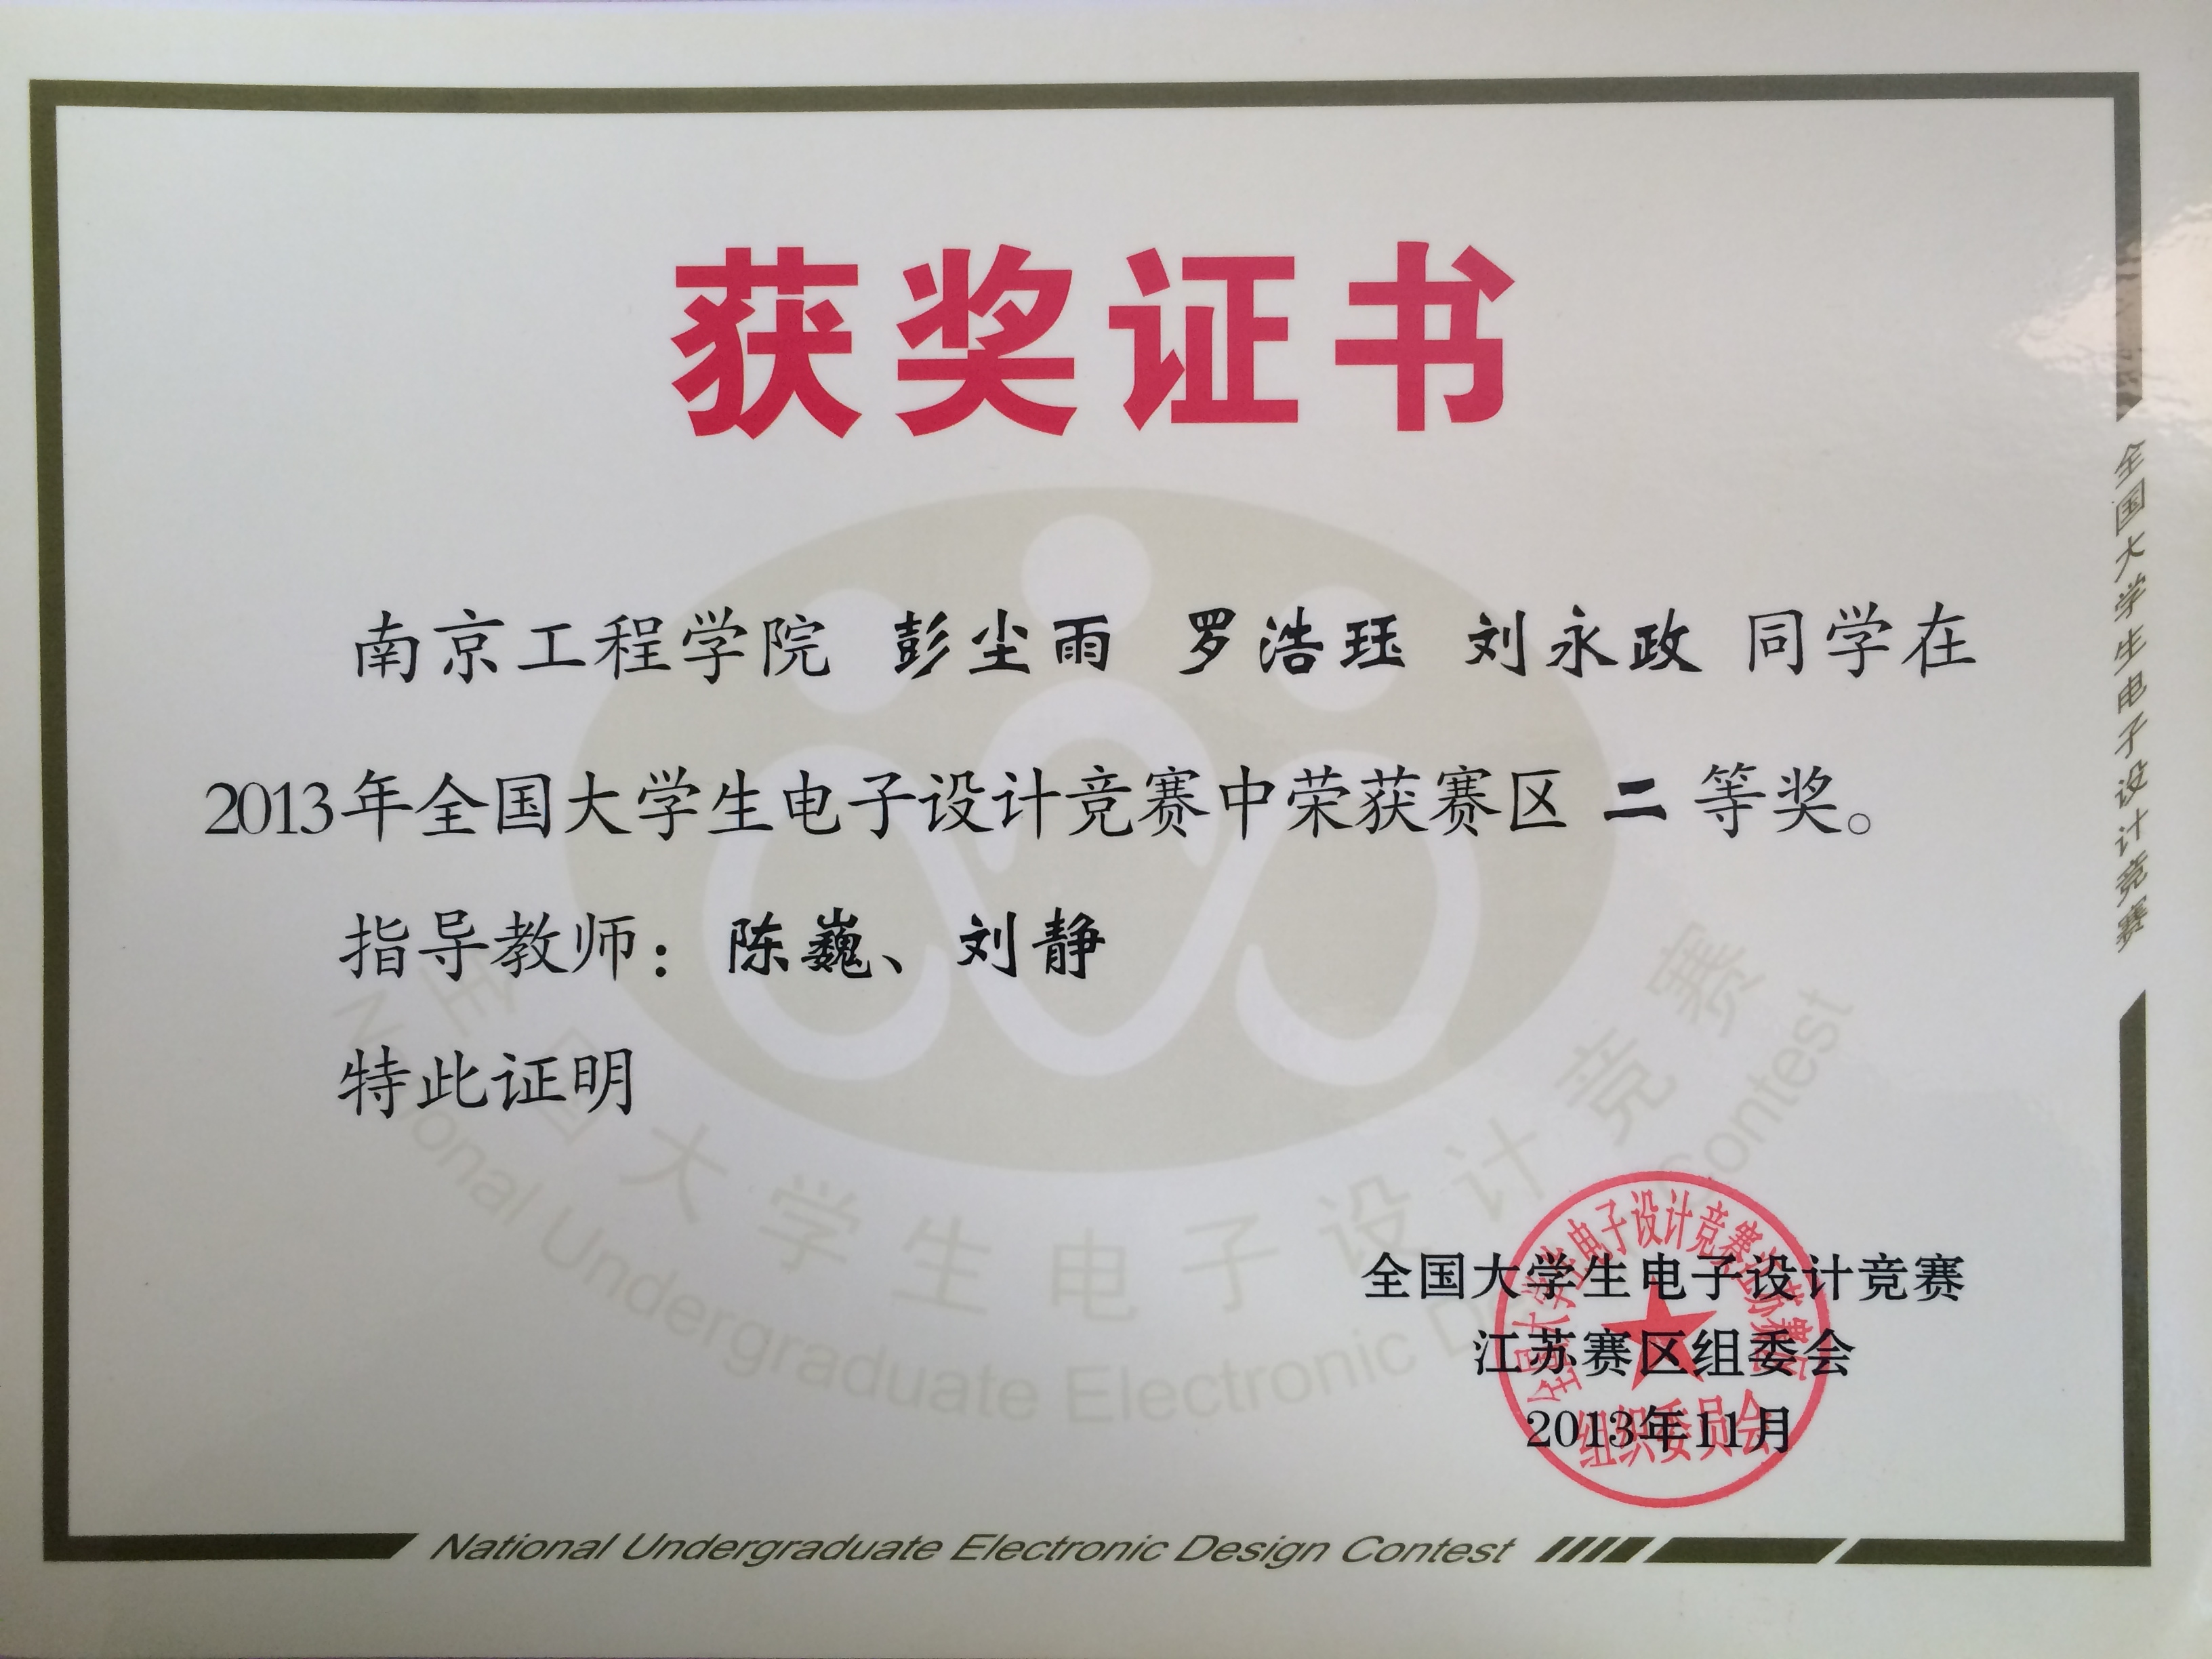 获奖证书
南京工程学院 彭尘雨 罗浩珏 刘永政 同学在
2013年全国大学生电子设计竞赛中荣获赛区 二 等奖。
指导教师：陈巍、刘静
特此证明
全国大学生电子设计竞赛
National Undergraduate Electronic Design Contest
全国大学生电子设计竞赛
江苏赛区组委会
2013年11月
全国大学生电子设计竞赛江苏赛区
组织委员会
全国大学生电子设计竞赛
National Undergraduate Electronic Design Contest